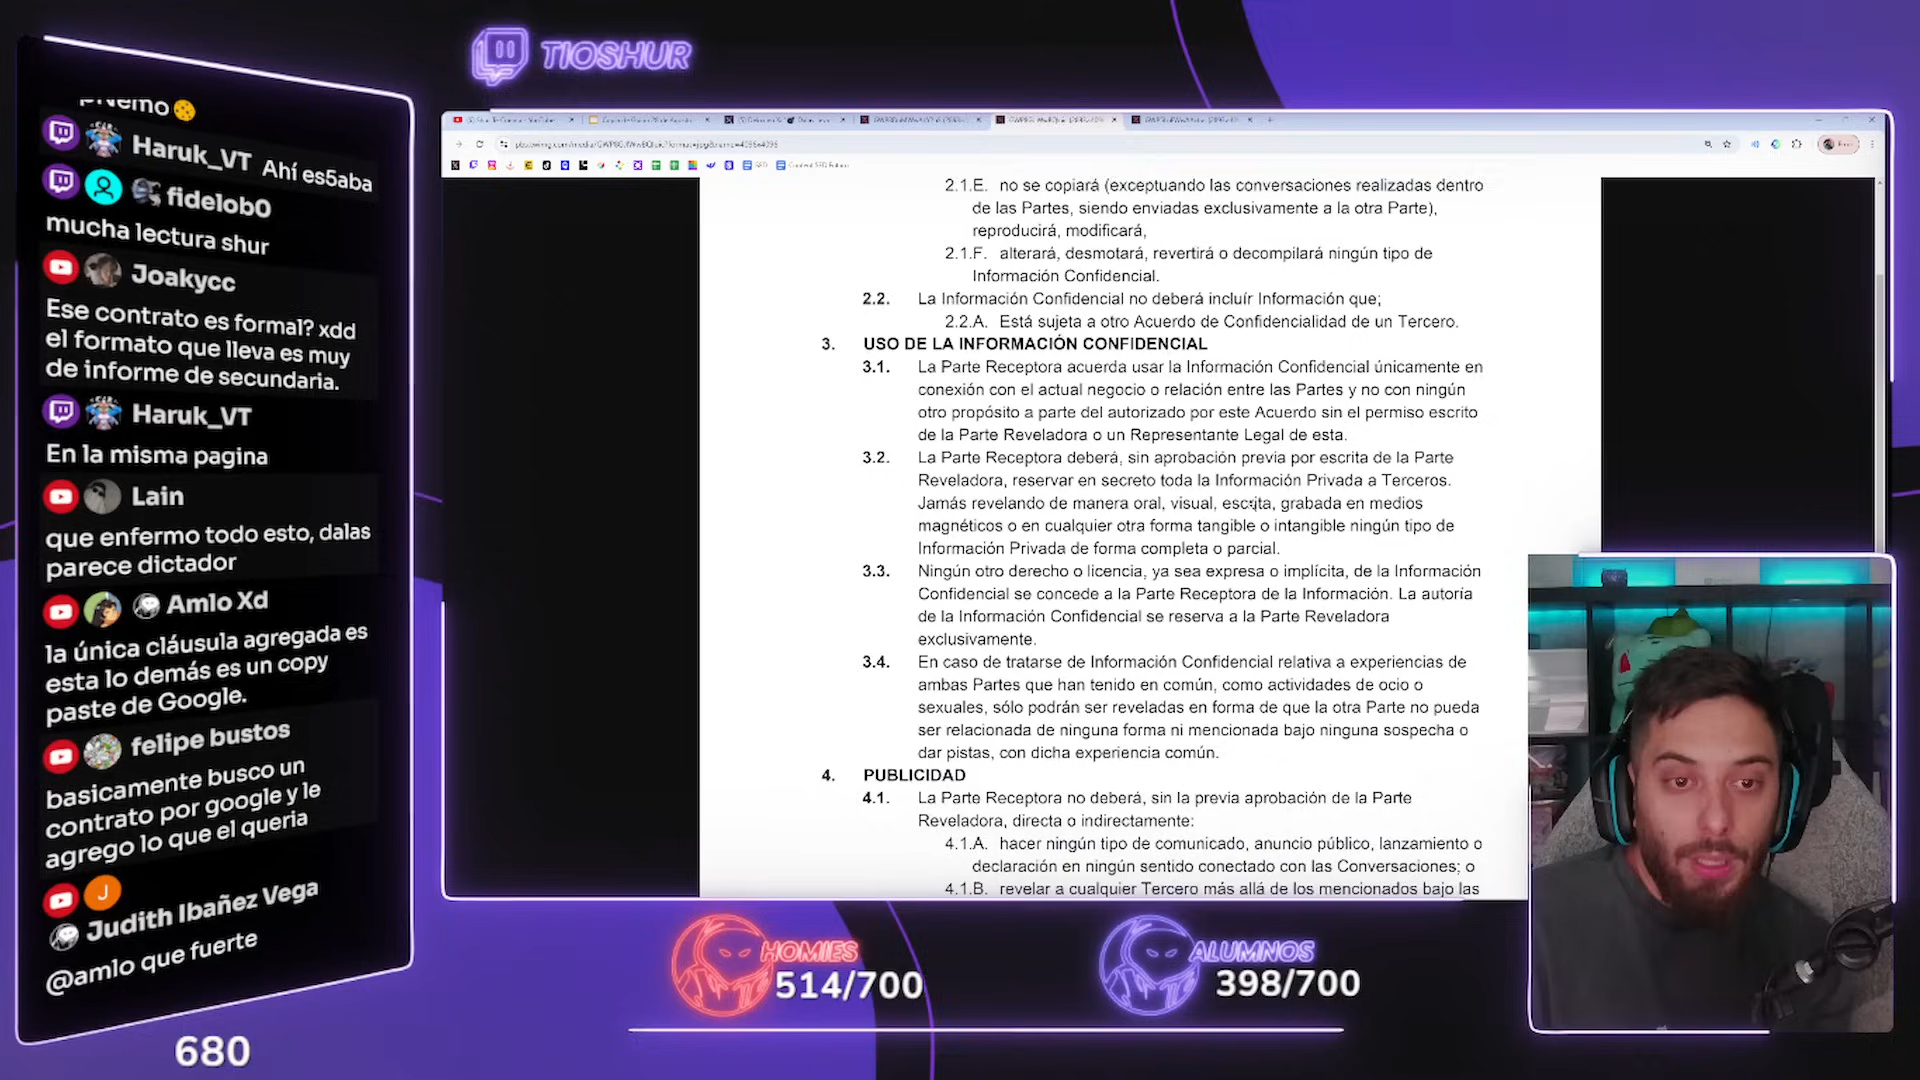 TIOSHUR
Haruk_VT Ahí es5aba
fidelob0
mucha lectura shur
Joakycc
Ese contrato es formal? xdd
el formato que lleva es muy
de informe de secundaria.
Haruk_VT
En la misma pagina
Lain
que enfermo todo esto, dalas
parece dictador
Amlo Xd
la única cláusula agregada es
esta lo demás es un copy
paste de Google.
felipe bustos
basicamente busco un
contrato por google y le
agrego lo que el queria
J
Judith Ibañez Vega
@amlo que fuerte
680
2.1.E. no se copiará (exceptuando las conversaciones realizadas dentro
de las Partes, siendo enviadas exclusivamente a la otra Parte),
reproducirá, modificará,
2.1.F. alterará, desmotará, revertirá o decompilará ningún tipo de
Información Confidencial.
2.2. La Información Confidencial no deberá incluír Información que;
2.2.A. Está sujeta a otro Acuerdo de Confidencialidad de un Tercero.
3. USO DE LA INFORMACIÓN CONFIDENCIAL
3.1. La Parte Receptora acuerda usar la Información Confidencial únicamente en
conexión con el actual negocio o relación entre las Partes y no con ningún
otro propósito a parte del autorizado por este Acuerdo sin el permiso escrito
de la Parte Reveladora o un Representante Legal de esta.
3.2. La Parte Receptora deberá, sin aprobación previa por escrita de la Parte
Reveladora, reservar en secreto toda la Información Privada a Terceros.
Jamás revelando de manera oral, visual, escrita, grabada en medios
magnéticos o en cualquier otra forma tangible o intangible ningún tipo de
Información Privada de forma completa o parcial.
3.3. Ningún otro derecho o licencia, ya sea expresa o implícita, de la Información
Confidencial se concede a la Parte Receptora de la Información. La autoría
de la Información Confidencial se reserva a la Parte Reveladora
exclusivamente.
3.4. En caso de tratarse de Información Confidencial relativa a experiencias de
ambas Partes que han tenido en común, como actividades de ocio o
sexuales, sólo podrán ser reveladas en forma de que la otra Parte no pueda
ser relacionada de ninguna forma ni mencionada bajo ninguna sospecha o
dar pistas, con dicha experiencia común.
4. PUBLICIDAD
4.1. La Parte Receptora no deberá, sin la previa aprobación de la Parte
Reveladora, directa o indirectamente:
4.1.A. hacer ningún tipo de comunicado, anuncio público, lanzamiento o
declaración en ningún sentido conectado con las Conversaciones; o
4.1.B. revelar a cualquier Tercero más allá de los mencionados bajo las
HOMIES
514/700
ALUMNOS
398/700